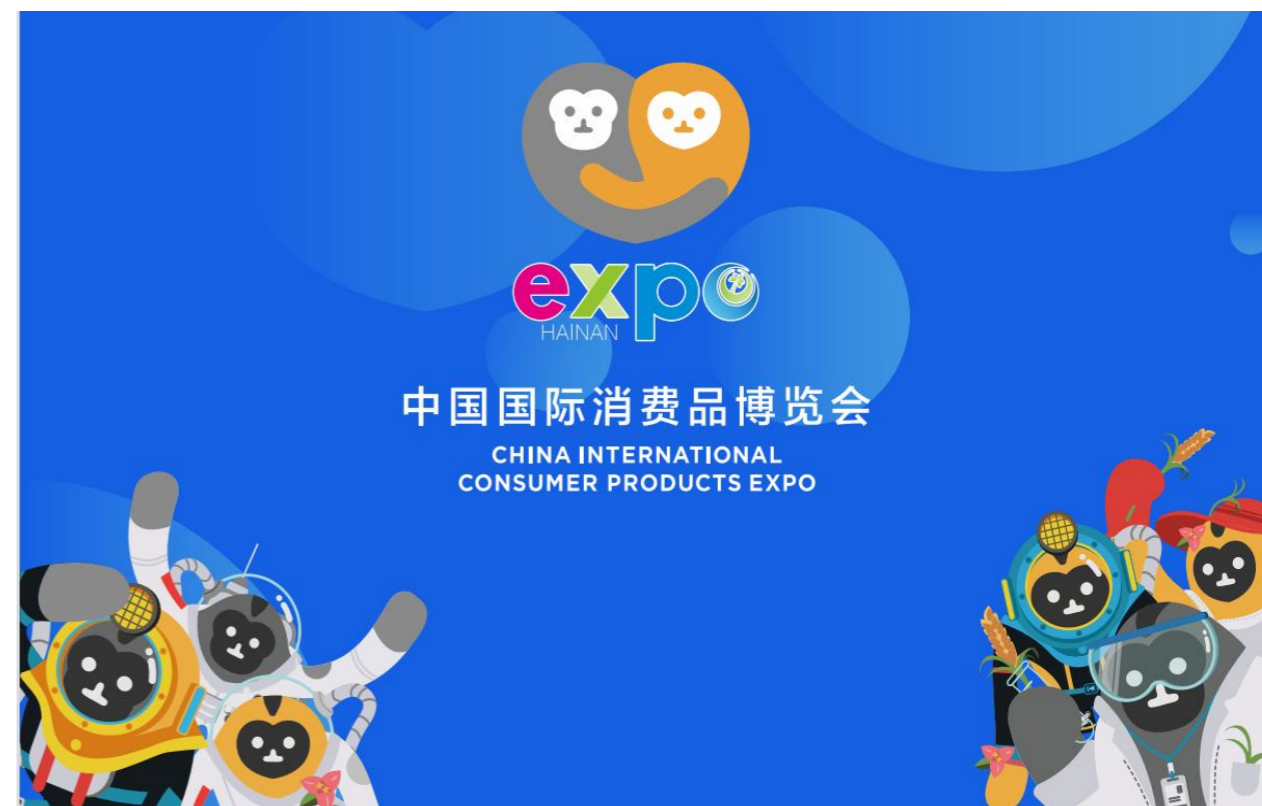 expo
HAINAN
中国国际消费品博览会
CHINA INTERNATIONAL
CONSUMER PRODUCTS EXPO